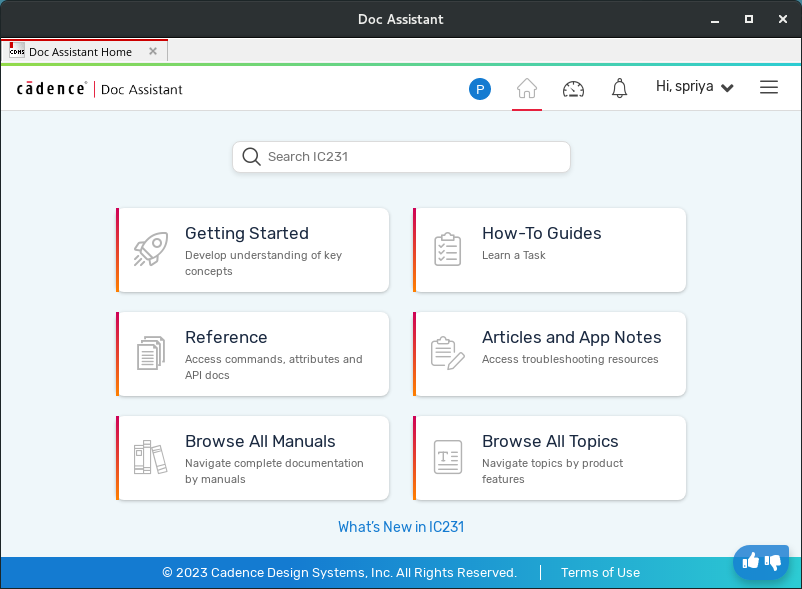 Doc Assistant
Doc Assistant Home
cādence® Doc Assistant
P
Hi, spriya
Search IC231
Getting Started
Develop understanding of key
concepts
How-To Guides
Learn a Task
Reference
Access commands, attributes and
API docs
Articles and App Notes
Access troubleshooting resources
Browse All Manuals
Navigate complete documentation
by manuals
Browse All Topics
Navigate topics by product
features
What's New in IC231
© 2023 Cadence Design Systems, Inc. All Rights Reserved. Terms of Use